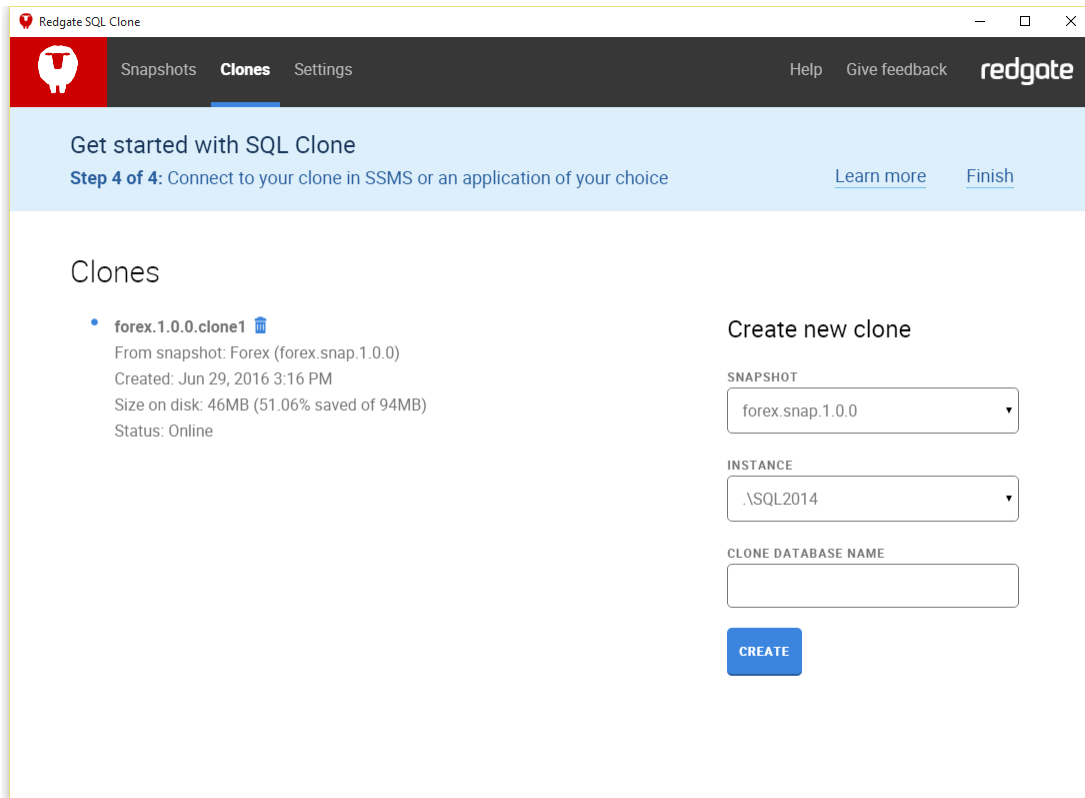 Redgate SQL Clone
Snapshots Clones Settings Help Give feedback redgate
Get started with SQL Clone
Step 4 of 4: Connect to your clone in SSMS or an application of your choice Learn more Finish
Clones
forex.1.0.0.clone1
From snapshot: Forex (forex.snap.1.0.0)
Created: Jun 29, 2016 3:16 PM
Size on disk: 46MB (51.06% saved of 94MB)
Status: Online
Create new clone
SNAPSHOT
forex.snap.1.0.0
INSTANCE
.\SQL2014
CLONE DATABASE NAME
CREATE